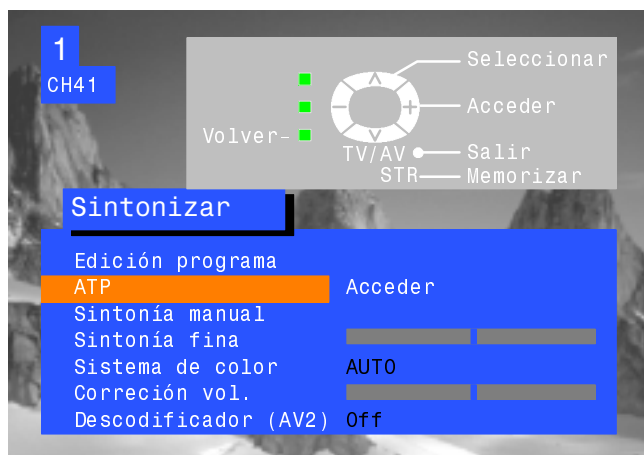 1
CH41
Seleccionar
Acceder
Volver
TV/AV Salir
STR Memorizar
Sintonizar
Edición programa
ATP Acceder
Sintonía manual
Sintonía fina
Sistema de color AUTO
Correción vol.
Descodificador (AV2) Off